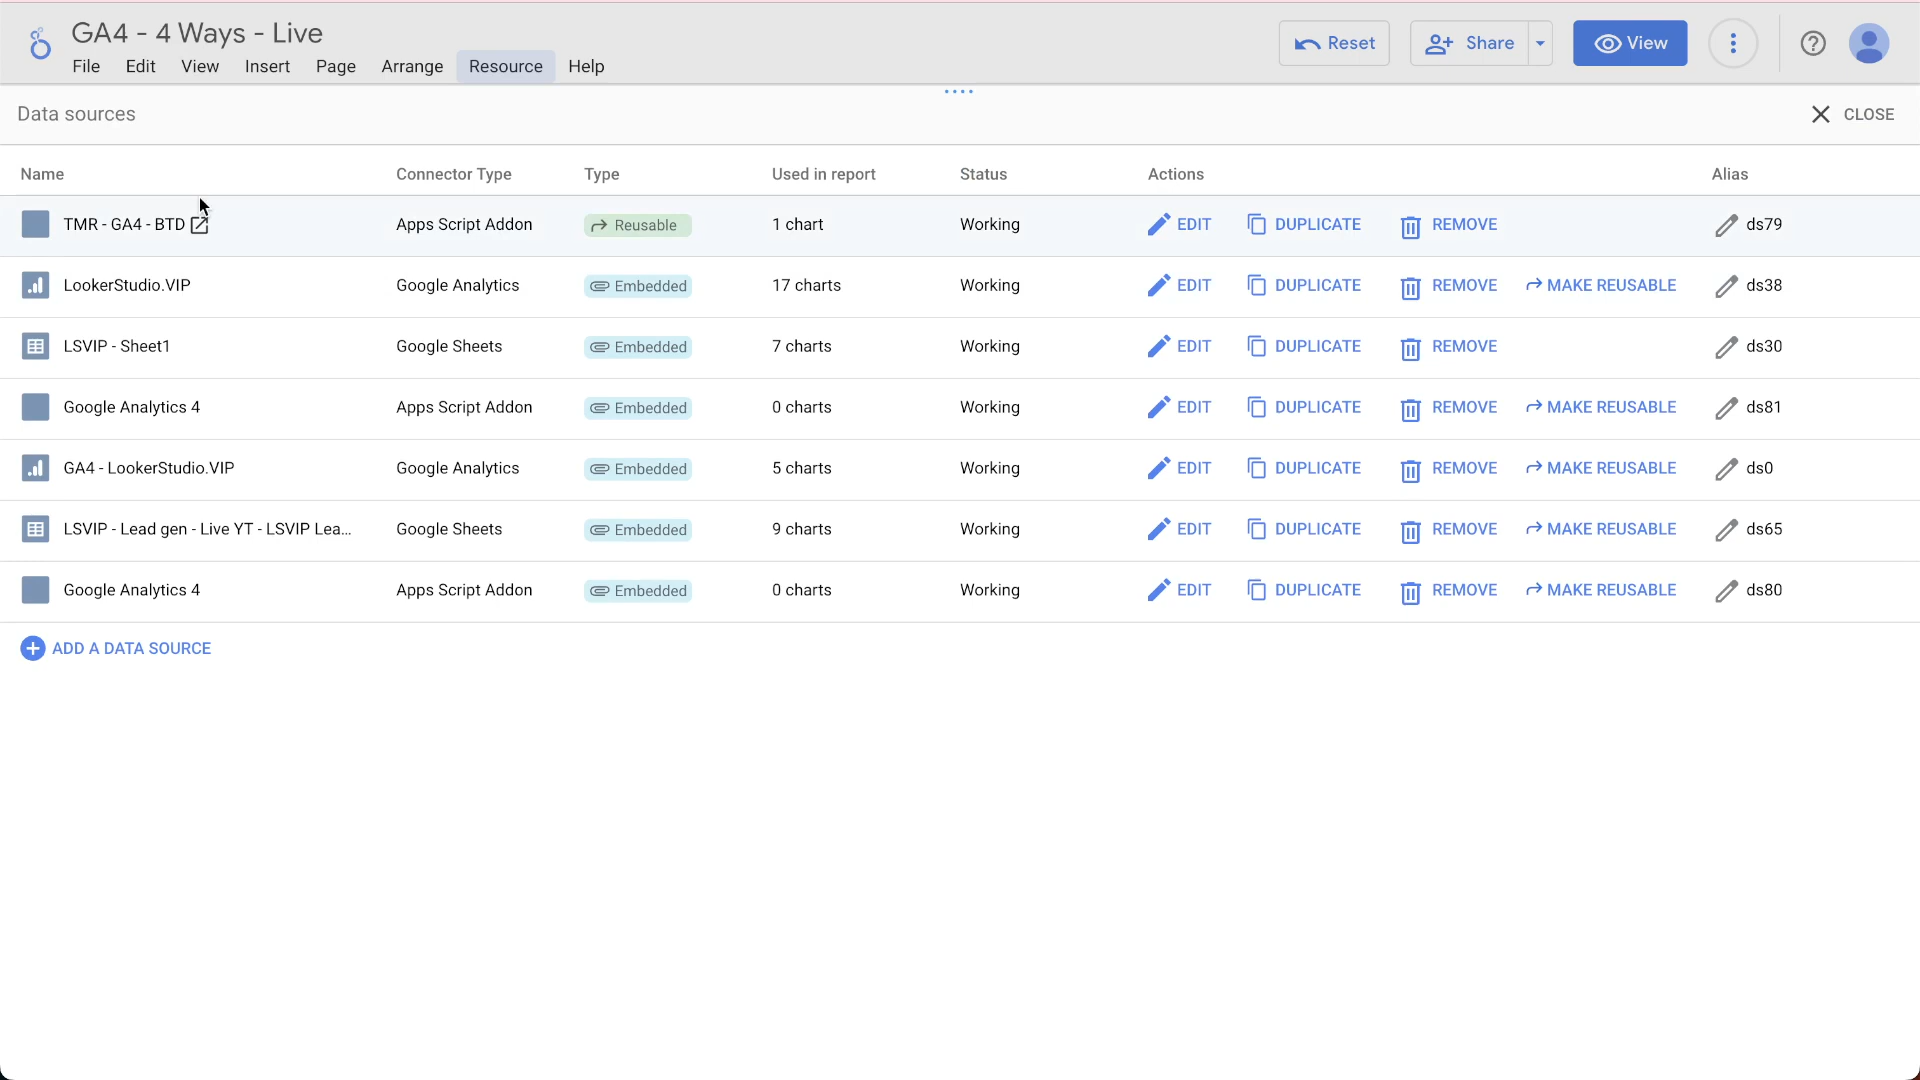 GA4 - 4 Ways - Live
File Edit View Insert Page Arrange Resource Help
Reset Share View
Data sources
CLOSE
Name Connector Type Type Used in report Status Actions Alias
TMR - GA4 - BTD Apps Script Addon Reusable 1 chart Working EDIT DUPLICATE REMOVE ds79
LookerStudio.VIP Google Analytics Embedded 17 charts Working EDIT DUPLICATE REMOVE MAKE REUSABLE ds38
LSVIP - Sheet1 Google Sheets Embedded 7 charts Working EDIT DUPLICATE REMOVE ds30
Google Analytics 4 Apps Script Addon Embedded 0 charts Working EDIT DUPLICATE REMOVE MAKE REUSABLE ds81
GA4 - LookerStudio.VIP Google Analytics Embedded 5 charts Working EDIT DUPLICATE REMOVE MAKE REUSABLE ds0
LSVIP - Lead gen - Live YT - LSVIP Lea... Google Sheets Embedded 9 charts Working EDIT DUPLICATE REMOVE MAKE REUSABLE ds65
Google Analytics 4 Apps Script Addon Embedded 0 charts Working EDIT DUPLICATE REMOVE MAKE REUSABLE ds80
ADD A DATA SOURCE